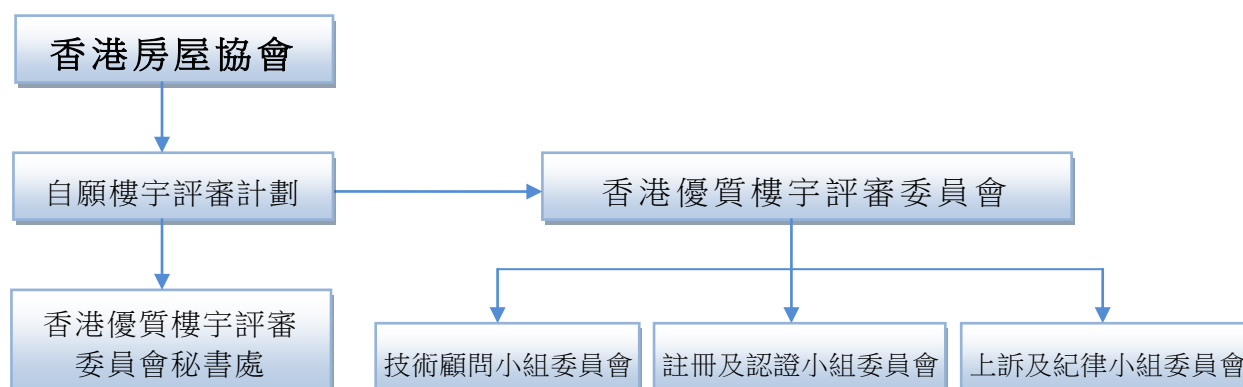 香港房屋協會
自願樓宇評審計劃
香港優質樓宇評審委員會
香港優質樓宇評審
委員會秘書處
技術顧問小組委員會
註冊及認證小組委員會
上訴及紀律小組委員會